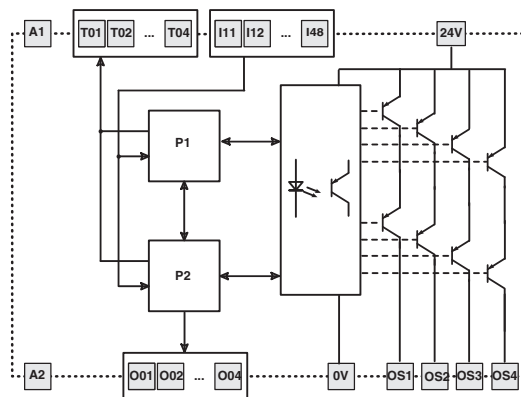 A1 T01 T02 ... T04 I11 I12 ... I48 24V
P1
P2
A2 O01 O02 ... O04 0V OS1 OS2 OS3 OS4